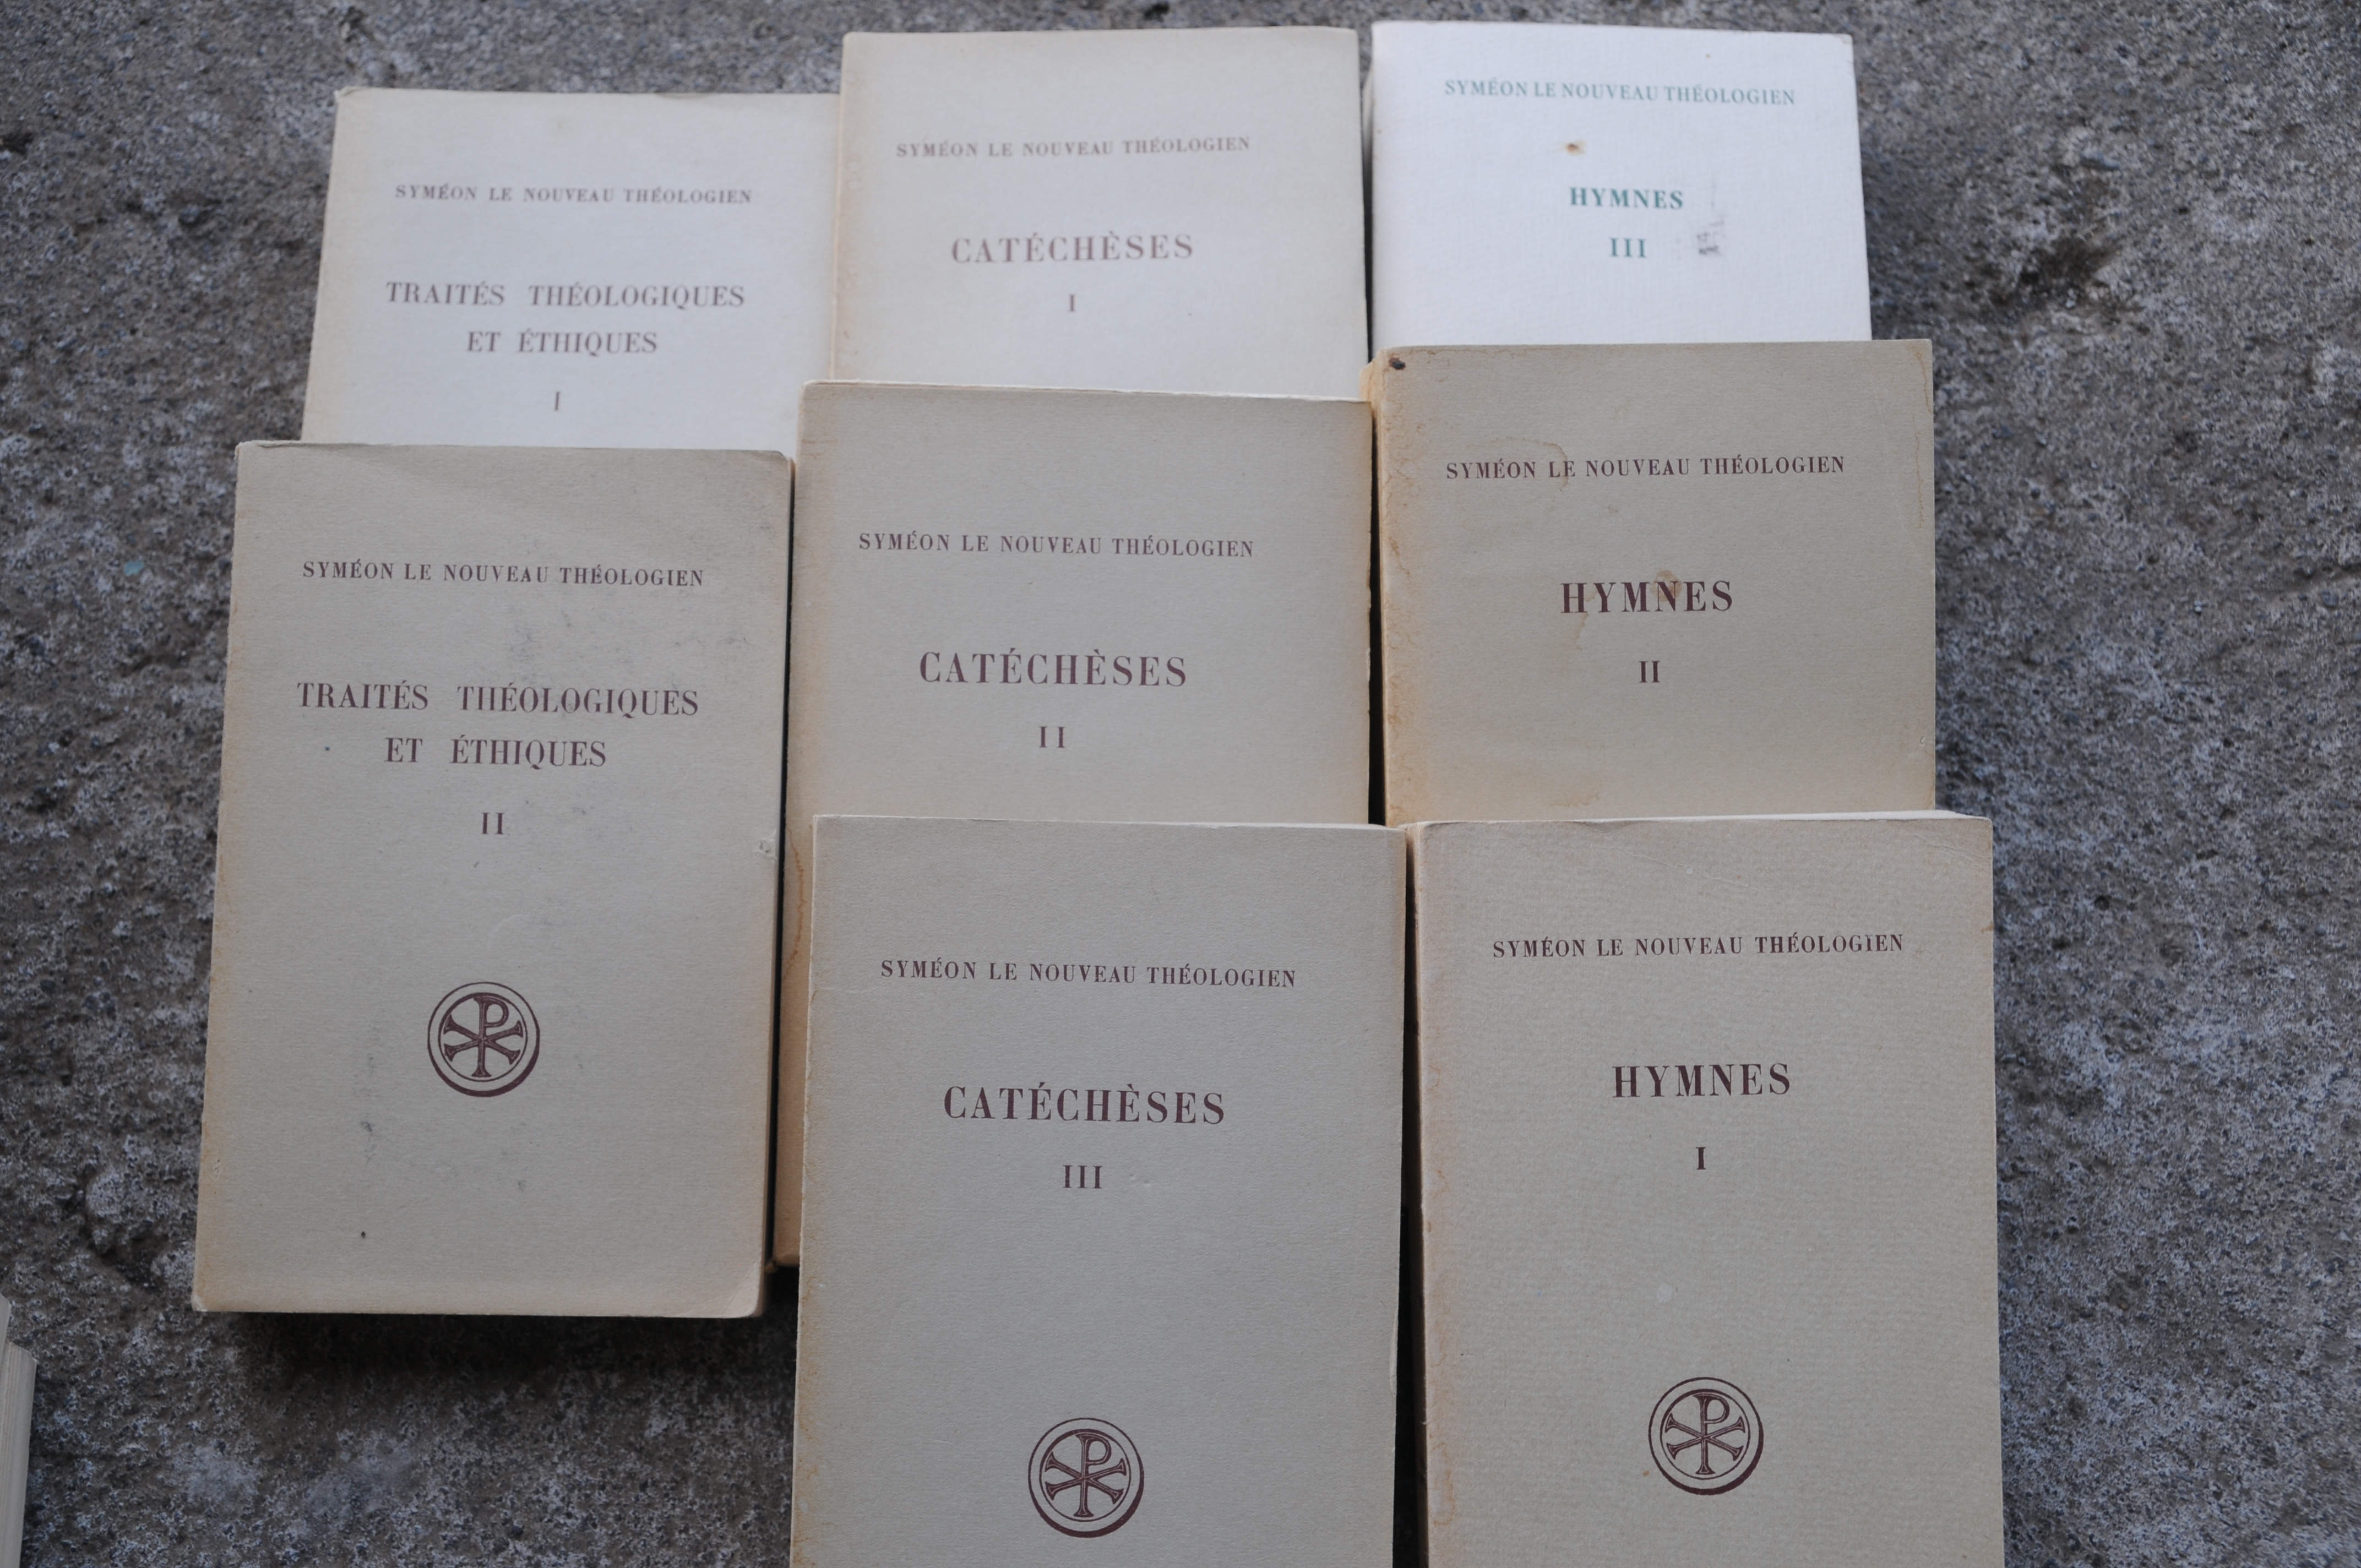 SYMÉON LE NOUVEAU THÉOLOGIEN
TRAITÉS THÉOLOGIQUES
ET ÉTHIQUES
I
SYMÉON LE NOUVEAU THÉOLOGIEN
CATÉCHÈSES
I
SYMÉON LE NOUVEAU THÉOLOGIEN
HYMNES
III
SYMÉON LE NOUVEAU THÉOLOGIEN
TRAITÉS THÉOLOGIQUES
ET ÉTHIQUES
II
SYMÉON LE NOUVEAU THÉOLOGIEN
CATÉCHÈSES
II
SYMÉON LE NOUVEAU THÉOLOGIEN
HYMNES
II
SYMÉON LE NOUVEAU THÉOLOGIEN
CATÉCHÈSES
III
SYMÉON LE NOUVEAU THÉOLOGIEN
HYMNES
I